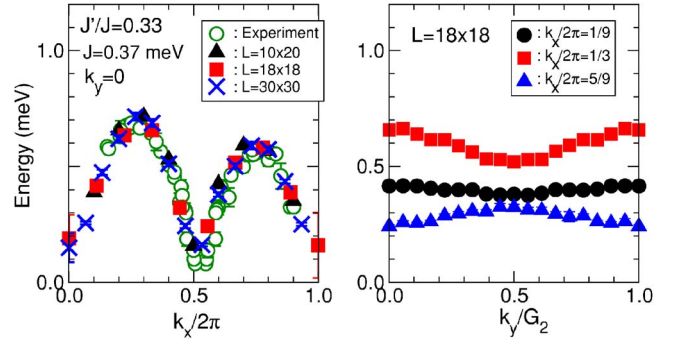 J'/J=0.33
J=0.37 meV
k_y=0
: Experiment
: L=10x20
: L=18x18
: L=30x30
Energy (meV)
1.0
0.5
0.0
0.0 0.5 1.0
k_x/2π
L=18x18
: k_x/2π=1/9
: k_x/2π=1/3
: k_x/2π=5/9
1.0
0.5
0.0
0.0 0.5 1.0
k_y/G_2